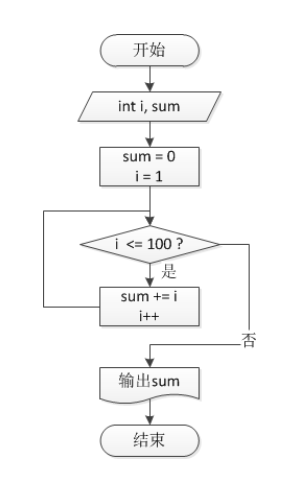 开始
int i, sum
sum = 0
i = 1
i <= 100 ?
是
sum += i
i++
否
输出sum
结束